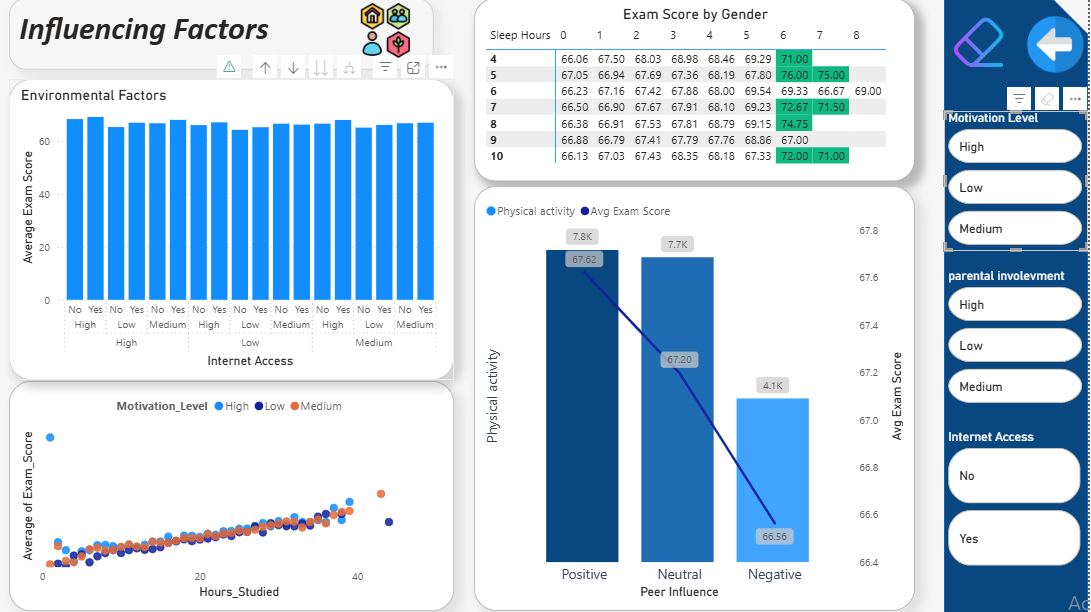 Influencing Factors
Environmental Factors
Average Exam Score
60
40
20
0
No Yes No Yes No Yes No Yes No Yes No Yes No Yes No Yes No Yes
High Low Medium High Low Medium High Low Medium
High Low Medium
Internet Access
Motivation_Level High Low Medium
Average of Exam_Score
0 20 40
Hours_Studied
Exam Score by Gender
Sleep Hours 0 1 2 3 4 5 6 7 8
4 66.06 67.50 68.03 68.98 68.46 69.29 71.00
5 67.05 66.94 67.69 67.36 68.19 67.80 76.00 75.00
6 66.23 67.16 67.42 67.88 68.00 69.54 69.33 66.67 69.00
7 66.50 66.90 67.67 67.91 68.10 69.23 72.67 71.50
8 66.38 66.91 67.53 67.81 68.79 69.15 74.75
9 66.88 66.79 67.41 67.79 67.76 68.86 67.00
10 66.13 67.03 67.43 68.35 68.18 67.33 72.00 71.00
Physical activity Avg Exam Score
Physical activity
7.8K
67.62
7.7K
67.20
4.1K
66.56
67.8
67.6
67.4
67.2
67.0
66.8
66.6
66.4
Avg Exam Score
Positive Neutral Negative
Peer Influence
Motivation Level
High
Low
Medium
parental involevment
High
Low
Medium
Internet Access
No
Yes